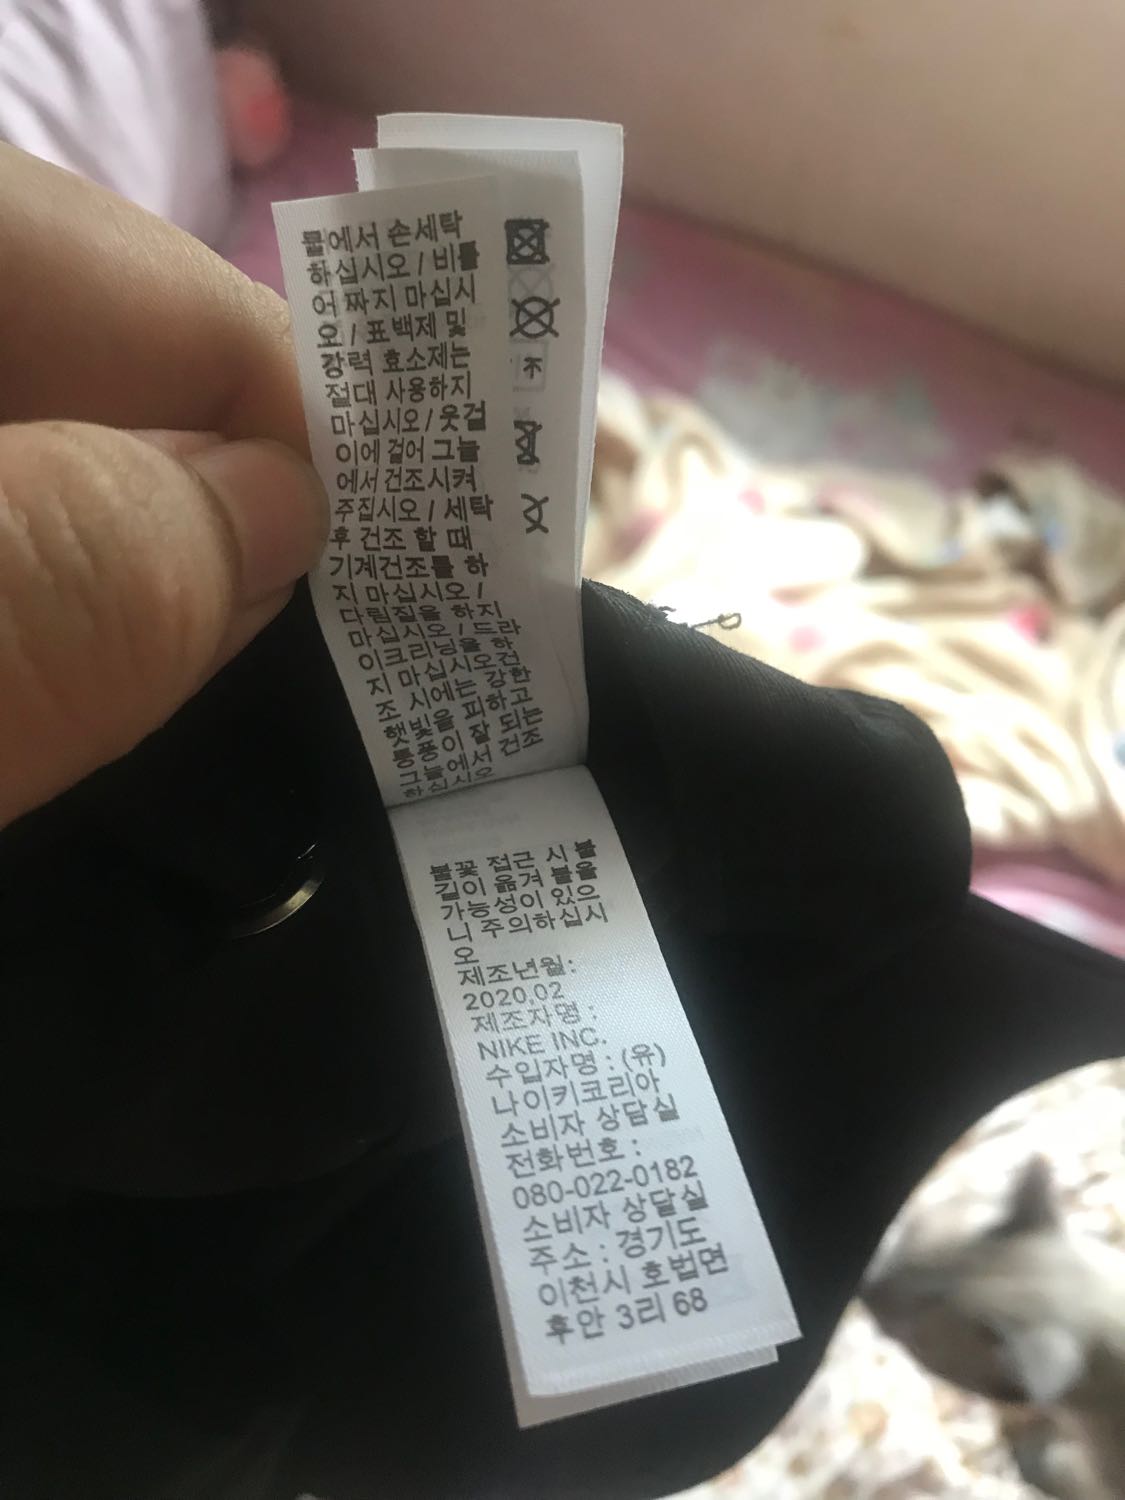 물에서 손세탁
하십시오 / 비틀
어 짜지 마십시
오 / 표백제 및
강력 효소제는
절대 사용하지
마십시오 / 옷걸
이에 걸어 그늘
에서 건조시켜
주집시오 / 세탁
후 건조 할 때
기계건조를 하
지 마십시오 /
다림질을 하지
마십시오 / 드라
이크리닝을 하
지 마십시오건
조 시에는 강한
햇빛을 피하고
통풍이 잘 되는
그늘에서 건조
하십시오
불꽃 접근 시 불
길이 옮겨 붙을
가능성이 있으
니 주의하십시
오
제조년월:
2020.02
제조자명 :
NIKE INC.
수입자명 : (유)
나이키코리아
소비자 상담실
전화번호 :
080-022-0182
소비자 상담실
주소 : 경기도
이천시 호법면
후안 3리 68